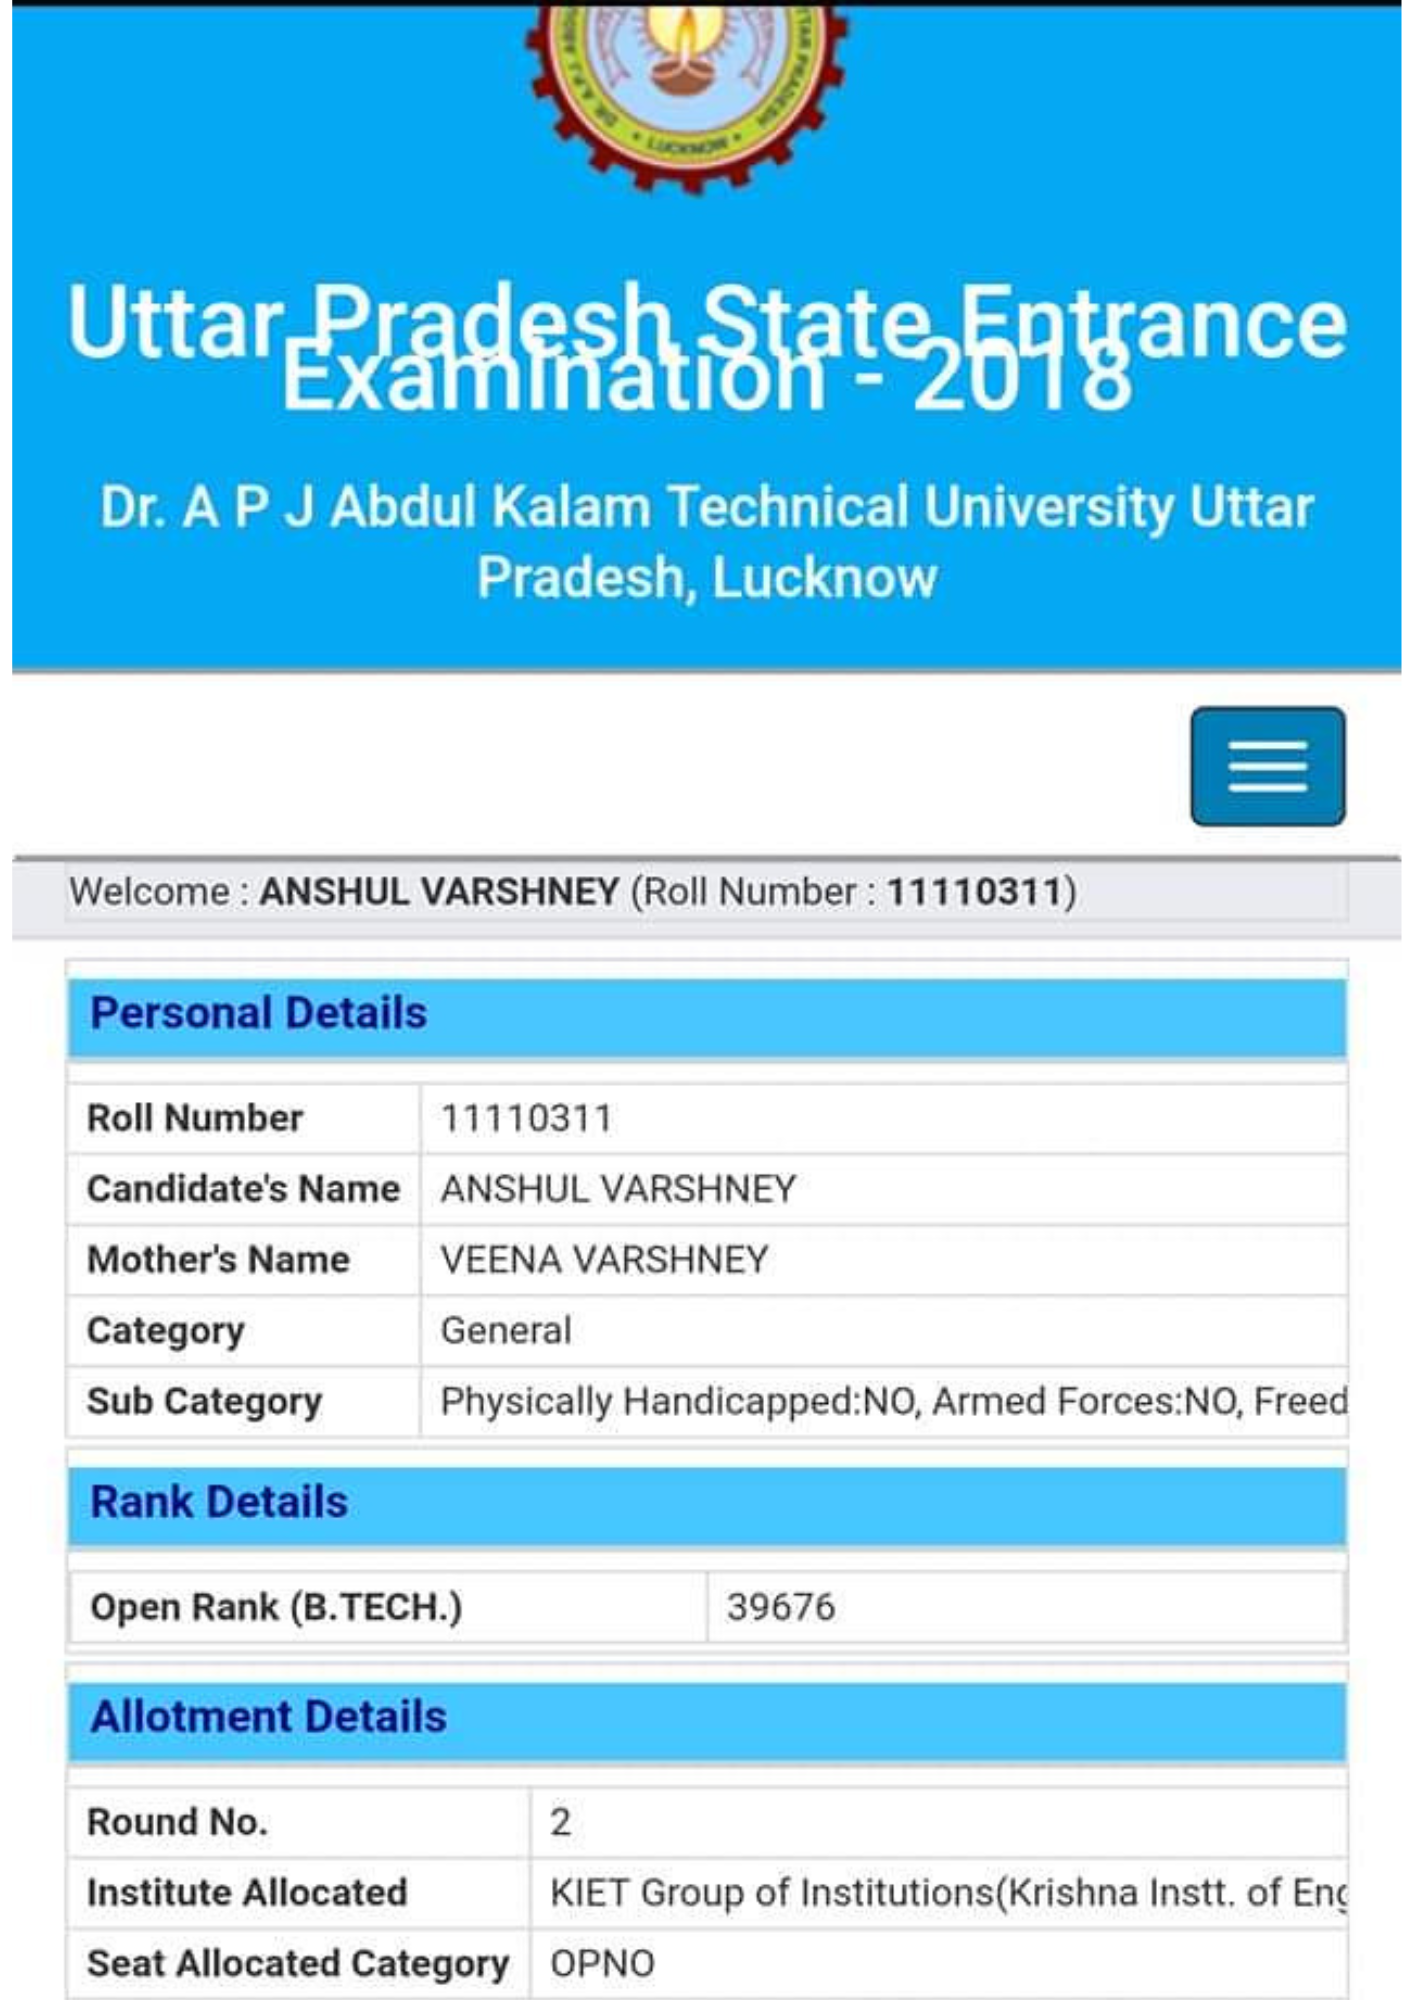 LUCKNOW
Uttar Pradesh State Entrance
Examination - 2018
Dr. A P J Abdul Kalam Technical University Uttar
Pradesh, Lucknow
Welcome : ANSHUL VARSHNEY (Roll Number : 11110311)
Personal Details
Roll Number 11110311
Candidate's Name ANSHUL VARSHNEY
Mother's Name VEENA VARSHNEY
Category General
Sub Category Physically Handicapped:NO, Armed Forces:NO, Freed
Rank Details
Open Rank (B.TECH.) 39676
Allotment Details
Round No. 2
Institute Allocated KIET Group of Institutions(Krishna Instt. of Eng
Seat Allocated Category OPNO